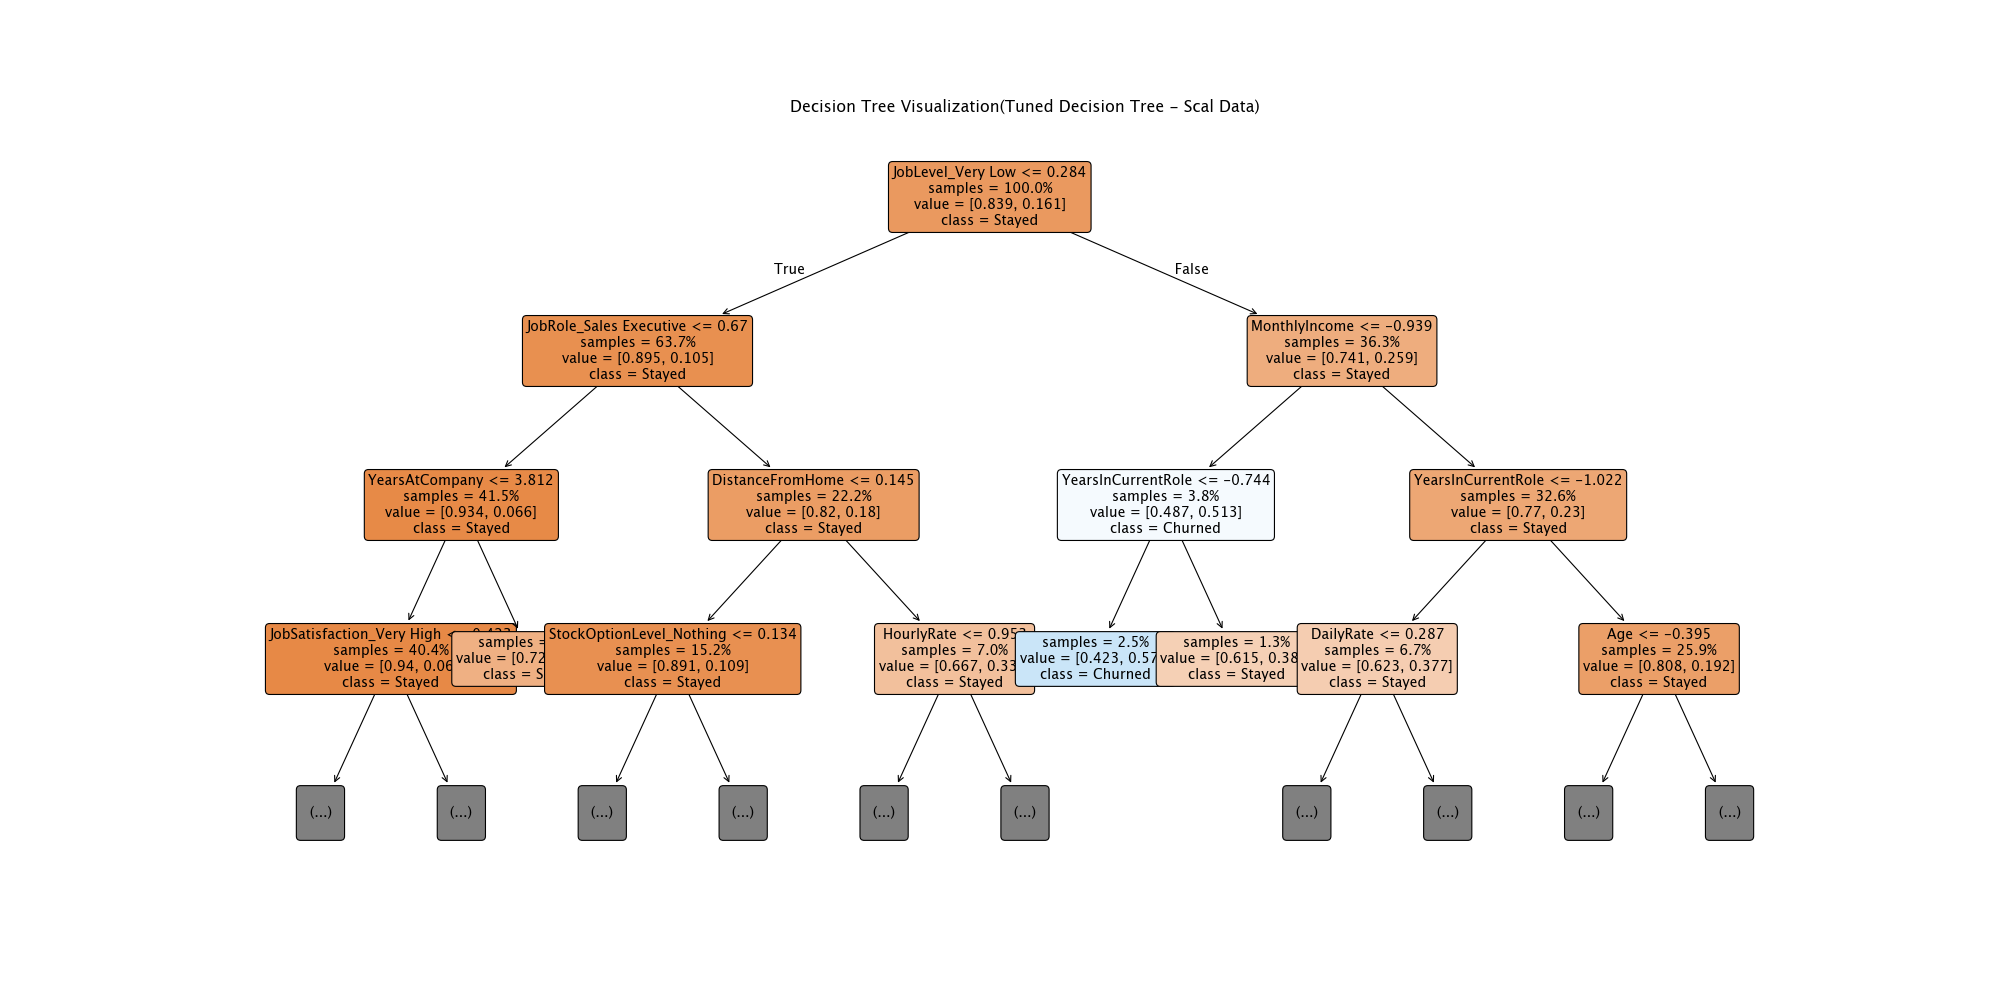 Decision Tree Visualization(Tuned Decision Tree - Scal Data)
JobLevel_Very Low <= 0.284
samples = 100.0%
value = [0.839, 0.161]
class = Stayed
True
False
JobRole_Sales Executive <= 0.67
samples = 63.7%
value = [0.895, 0.105]
class = Stayed
MonthlyIncome <= -0.939
samples = 36.3%
value = [0.741, 0.259]
class = Stayed
YearsAtCompany <= 3.812
samples = 41.5%
value = [0.934, 0.066]
class = Stayed
DistanceFromHome <= 0.145
samples = 22.2%
value = [0.82, 0.18]
class = Stayed
YearsInCurrentRole <= -0.744
samples = 3.8%
value = [0.487, 0.513]
class = Churned
YearsInCurrentRole <= -1.022
samples = 32.6%
value = [0.77, 0.23]
class = Stayed
JobSatisfaction_Very High
samples = 40.4%
value = [0.94, 0.06
class = Stayed
samples =
value = [0.72
class = S
StockOptionLevel_Nothing <= 0.134
samples = 15.2%
value = [0.891, 0.109]
class = Stayed
HourlyRate <= 0.95
samples = 7.0%
value = [0.667, 0.33
class = Stayed
samples = 2.5%
value = [0.423, 0.57
class = Churned
samples = 1.3%
value = [0.615, 0.38
class = Stayed
DailyRate <= 0.287
samples = 6.7%
value = [0.623, 0.377]
class = Stayed
Age <= -0.395
samples = 25.9%
value = [0.808, 0.192]
class = Stayed
(...)
(...)
(...)
(...)
(...)
(...)
(...)
(...)
(...)
(...)